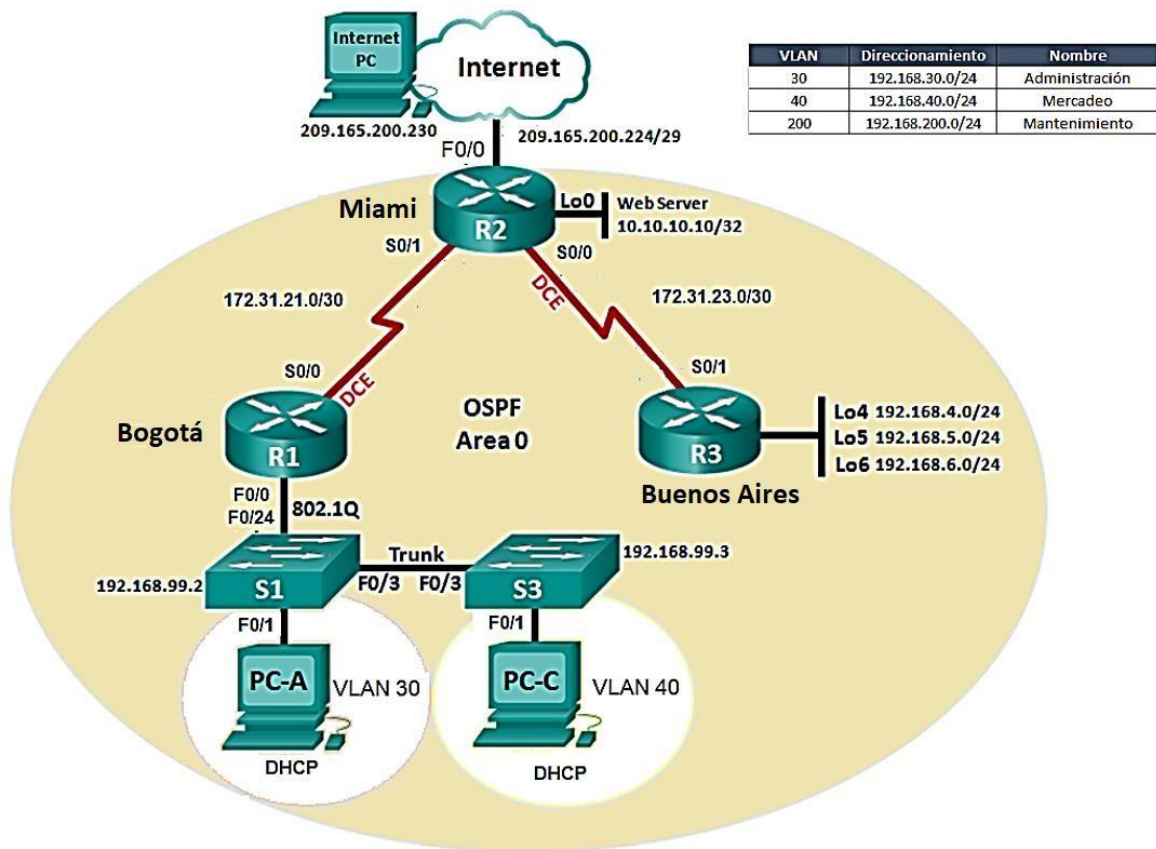 Internet
PC
Internet
209.165.200.230
209.165.200.224/29
F0/0
VLAN Direccionamiento Nombre
30 192.168.30.0/24 Administración
40 192.168.40.0/24 Mercadeo
200 192.168.200.0/24 Mantenimiento
Miami
R2
Lo0
Web Server
10.10.10.10/32
S0/1
S0/0
DCE
172.31.21.0/30
172.31.23.0/30
S0/0
DCE
S0/1
Bogotá
R1
OSPF
Area 0
R3
Buenos Aires
Lo4 192.168.4.0/24
Lo5 192.168.5.0/24
Lo6 192.168.6.0/24
F0/0
F0/24
802.1Q
192.168.99.2
S1
Trunk
F0/3 F0/3
S3
192.168.99.3
F0/1
F0/1
PC-A
VLAN 30
DHCP
PC-C
VLAN 40
DHCP